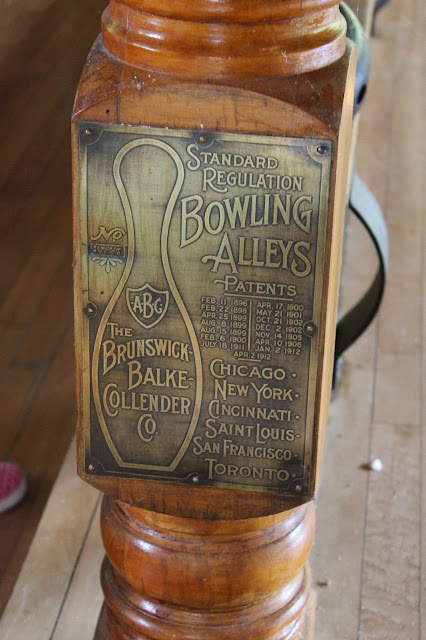 STANDARD
REGULATION
BOWLING
ALLEYS
PATENTS
FEB 11 1896 APR. 17. 1900
FEB 22 1898 MAY 21 1901
APR. 25 1899 OCT 21 1902
AUG 8 1899 DEC 2 1902
AUG 15 1899 NOV 14 1905
FEB 6 1900 APR 10 1906
JULY 18 1911 JAN 2 1912
APR. 2 1912
CHICAGO·
NEW YORK·
CINCINNATI·
SAINT LOUIS·
SAN FRANCISCO·
TORONTO·
No.
ABC
THE
BRUNSWICK-
BALKE-
COLLENDER
CO.